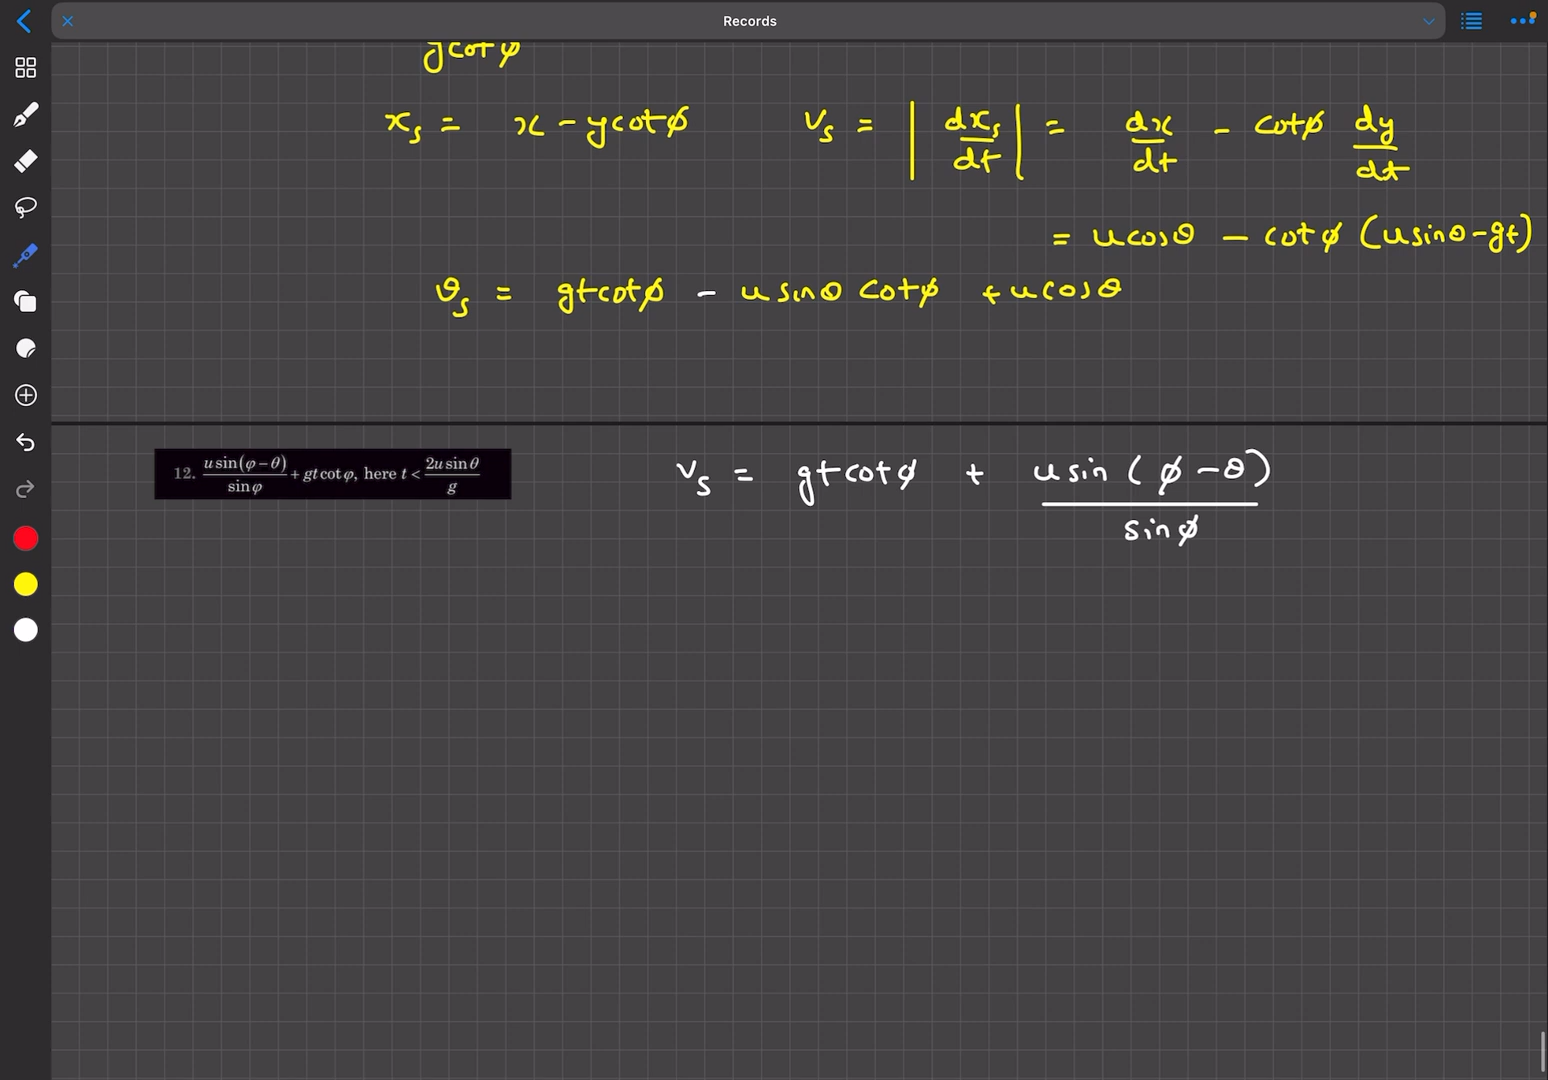 Records
y cot φ
x_s = x - y cot φ    v_s = |dx_s/dt| = dx/dt - cot φ dy/dt
= u cos θ - cot φ (u sin θ - gt)
v_s = gt cot φ - u sin θ cot φ + u cos θ
12. u sin(φ - θ)/sin φ + gt cot φ, here t < 2u sin θ/g
v_s = gt cot φ + u sin (φ - θ)/sin φ